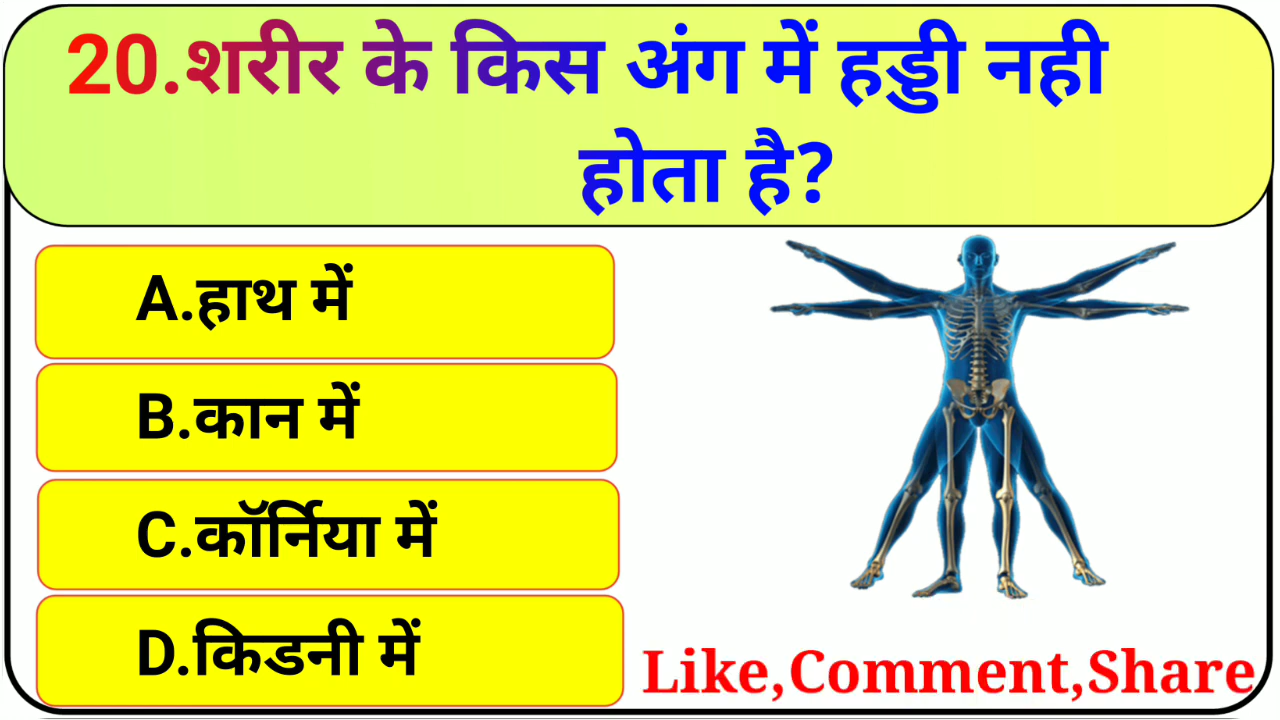 20.शरीर के किस अंग में हड्डी नही
होता है?
A.हाथ में
B.कान में
C.कॉर्निया में
D.किडनी में
Like,Comment,Share